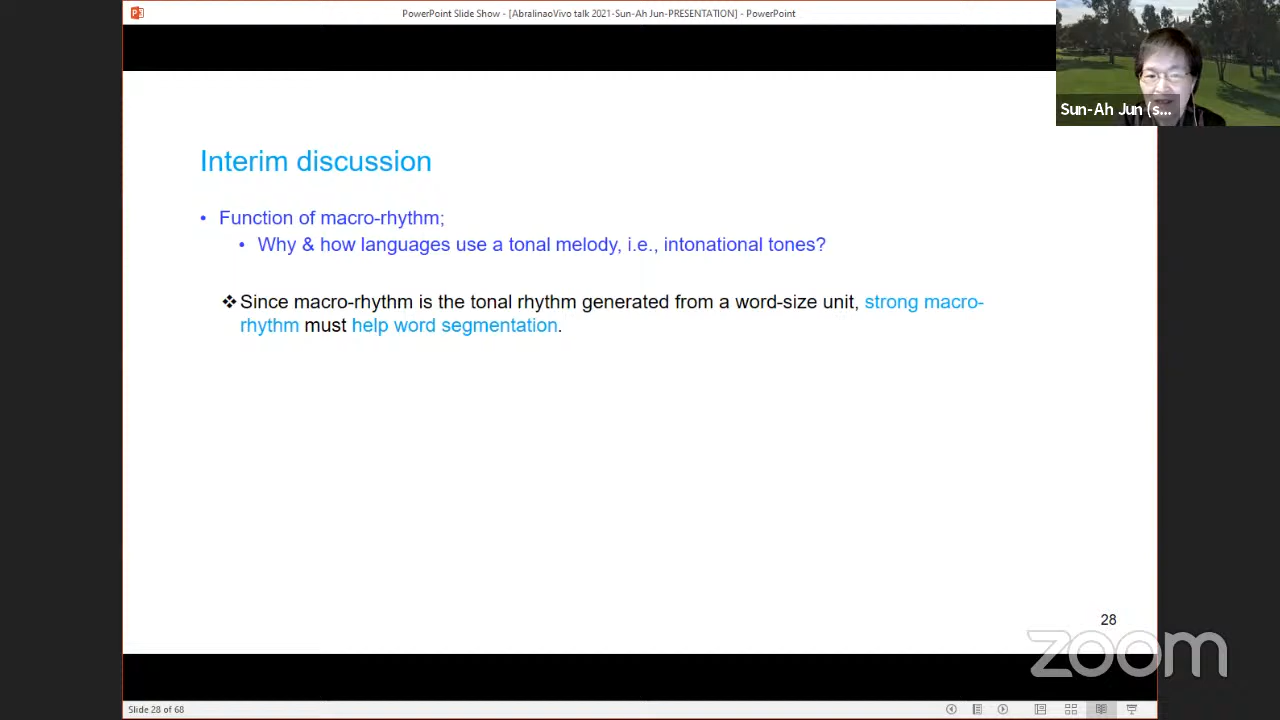 PowerPoint Slide Show - [AbralinaoVivo talk 2021-Sun-Ah Jun-PRESENTATION] - PowerPoint
Sun-Ah Jun (s...
Interim discussion
• Function of macro-rhythm;
• Why & how languages use a tonal melody, i.e., intonational tones?
❖Since macro-rhythm is the tonal rhythm generated from a word-size unit, strong macro-
rhythm must help word segmentation.
28
zoom
Slide 28 of 68